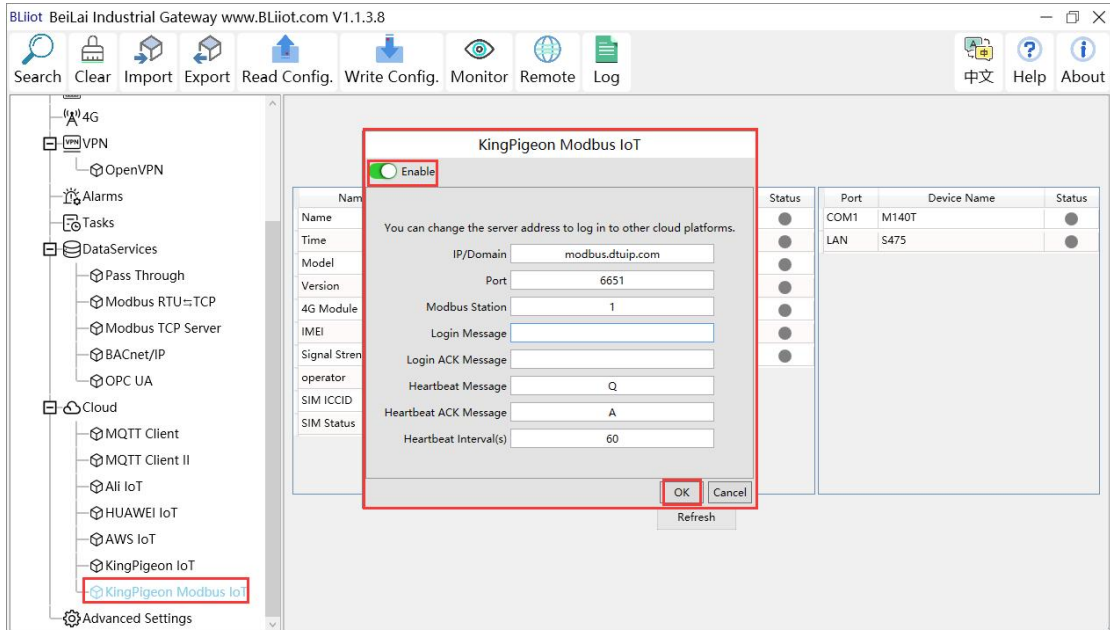 BLiiot BeiLai Industrial Gateway www.BLiiot.com V1.1.3.8
Search Clear Import Export Read Config. Write Config. Monitor Remote Log 中文 Help About
4G
VPN
OpenVPN
Alarms
Tasks
DataServices
Pass Through
Modbus RTU⇆TCP
Modbus TCP Server
BACnet/IP
OPC UA
Cloud
MQTT Client
MQTT Client II
Ali IoT
HUAWEI IoT
AWS IoT
KingPigeon IoT
KingPigeon Modbus IoT
Advanced Settings
Name
Time
Model
Version
4G Module
IMEI
Signal Stren
operator
SIM ICCID
SIM Status
KingPigeon Modbus IoT
Enable
You can change the server address to log in to other cloud platforms.
IP/Domain modbus.dtuip.com
Port 6651
Modbus Station 1
Login Message
Login ACK Message
Heartbeat Message Q
Heartbeat ACK Message A
Heartbeat Interval(s) 60
OK Cancel
Refresh
Status
Port Device Name Status
COM1 M140T
LAN S475